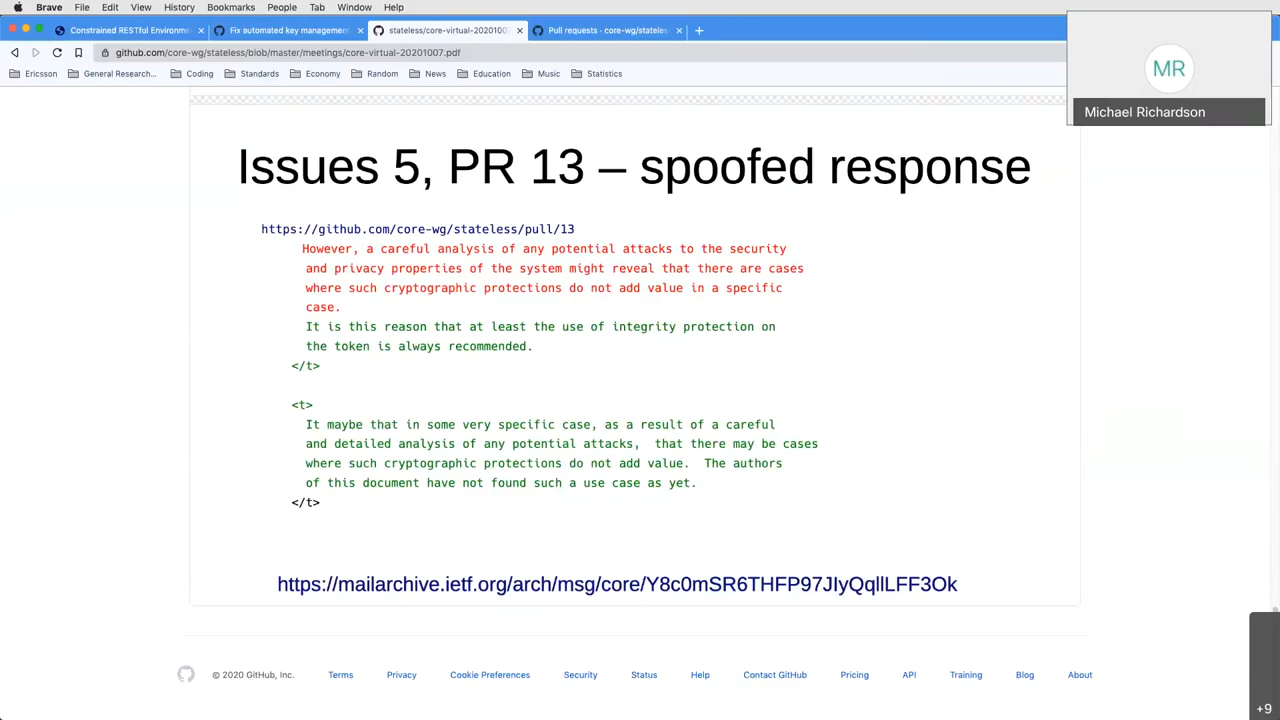 Brave File Edit View History Bookmarks People Tab Window Help
Constrained RESTful Environme × Fix automated key management × stateless/core-virtual-20201007 × Pull requests · core-wg/stateles × +
github.com/core-wg/stateless/blob/master/meetings/core-virtual-20201007.pdf
Ericsson General Research... Coding Standards Economy Random News Education Music Statistics
MR
Michael Richardson
Issues 5, PR 13 – spoofed response
https://github.com/core-wg/stateless/pull/13
However, a careful analysis of any potential attacks to the security
and privacy properties of the system might reveal that there are cases
where such cryptographic protections do not add value in a specific
case.
It is this reason that at least the use of integrity protection on
the token is always recommended.
</t>
<t>
It maybe that in some very specific case, as a result of a careful
and detailed analysis of any potential attacks, that there may be cases
where such cryptographic protections do not add value. The authors
of this document have not found such a use case as yet.
</t>
https://mailarchive.ietf.org/arch/msg/core/Y8c0mSR6THFP97JIyQqllLFF3Ok
© 2020 GitHub, Inc. Terms Privacy Cookie Preferences Security Status Help Contact GitHub Pricing API Training Blog About
+9